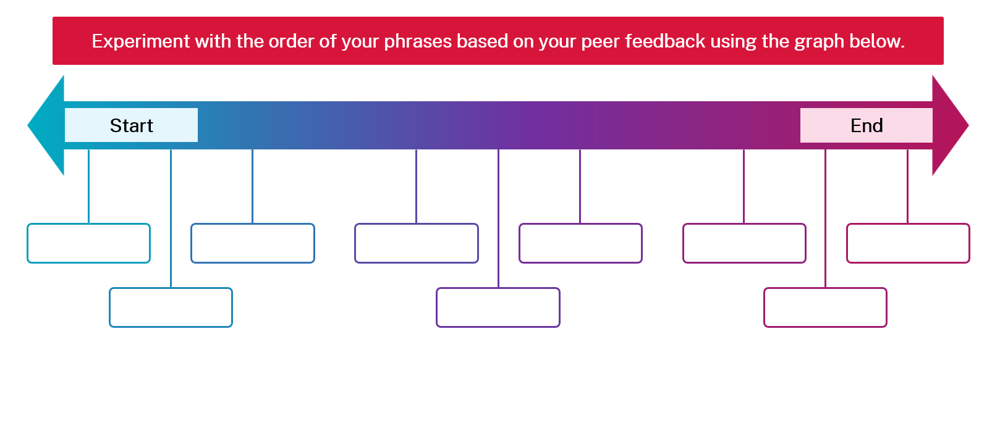 Experiment with the order of your phrases based on your peer feedback using the graph below.
Start
End